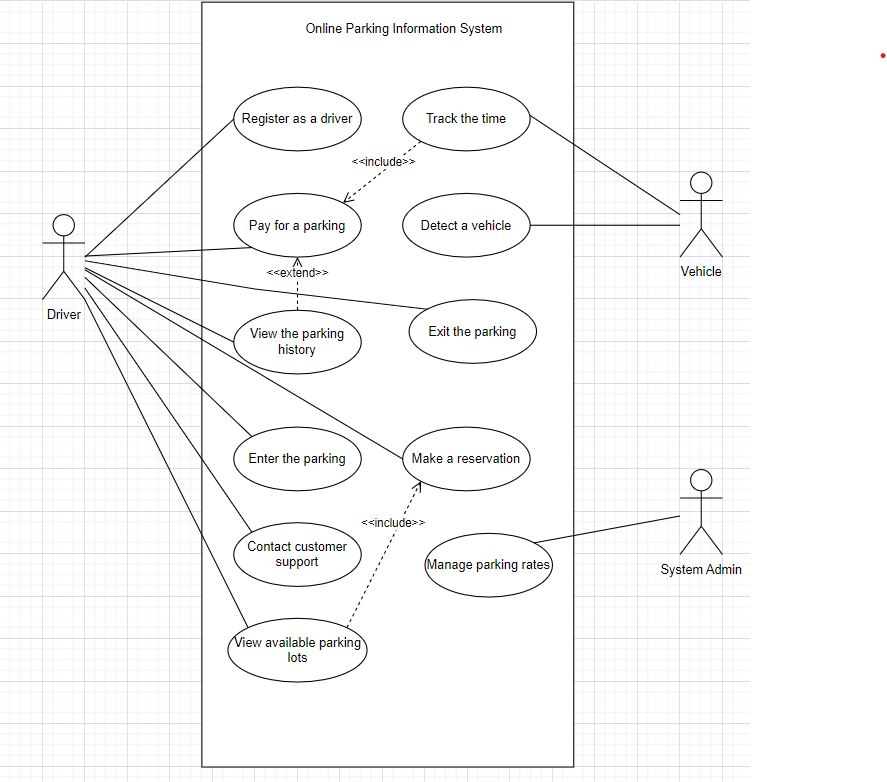 Online Parking Information System
Register as a driver
Track the time
<<include>>
Pay for a parking
Detect a vehicle
Vehicle
<<extend>>
Driver
View the parking
history
Exit the parking
Enter the parking
Make a reservation
<<include>>
Contact customer
support
Manage parking rates
System Admin
View available parking
lots